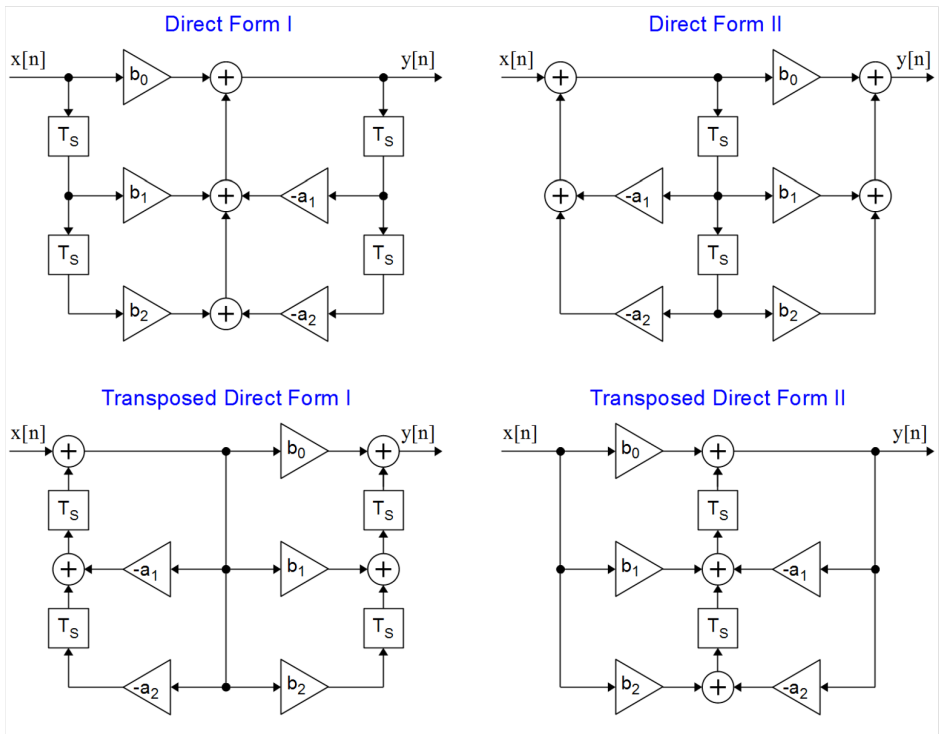 Direct Form I
x[n]
b0
y[n]
TS
TS
b1
-a1
TS
TS
b2
-a2
Direct Form II
x[n]
b0
y[n]
TS
-a1
b1
TS
-a2
b2
Transposed Direct Form I
x[n]
b0
y[n]
TS
TS
-a1
b1
TS
TS
-a2
b2
Transposed Direct Form II
x[n]
b0
y[n]
TS
b1
-a1
TS
b2
-a2